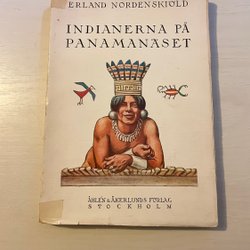 ERLAND NORDENSKIÖLD
INDIANERNA PÅ
PANAMANÄSET
ÅHLÉN & ÅKERLUNDS FÖRLAG
STOCKHOLM